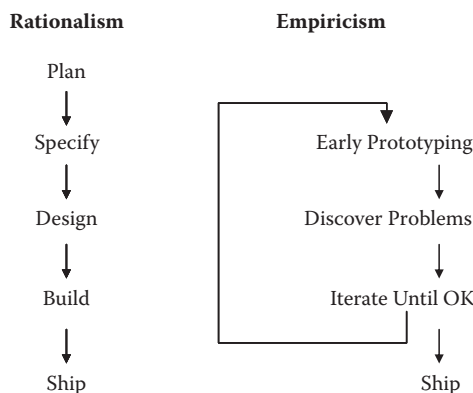 Rationalism
Plan
Specify
Design
Build
Ship
Empiricism
Early Prototyping
Discover Problems
Iterate Until OK
Ship